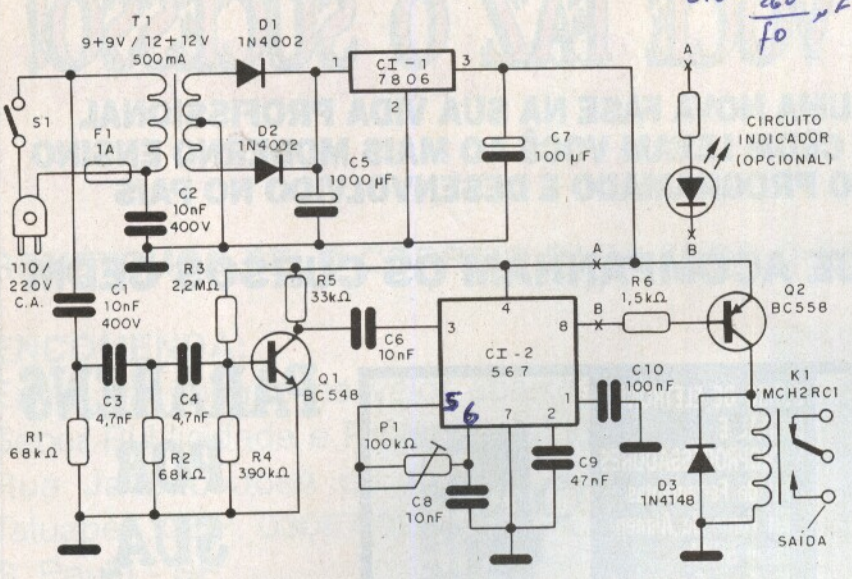 T1
9+9V / 12+12V
500mA
D1
1N4002
CI-1
7806
1
3
2
D2
1N4002
C5
1000µF
C7
100µF
A
CIRCUITO
INDICADOR
(OPCIONAL)
B
S1
F1
1A
C2
10nF
400V
110/
220V
C.A.
C1
10nF
400V
R3
2,2MΩ
R5
33kΩ
C6
10nF
C3
4,7nF
C4
4,7nF
Q1
BC548
R1
68kΩ
R2
68kΩ
R4
390kΩ
P1
100kΩ
C8
10nF
CI-2
567
3
4
8
1
5
6
7
2
C9
47nF
C10
100nF
A
B
R6
1,5kΩ
Q2
BC558
K1
MCH2RC1
D3
1N4148
SAÍDA